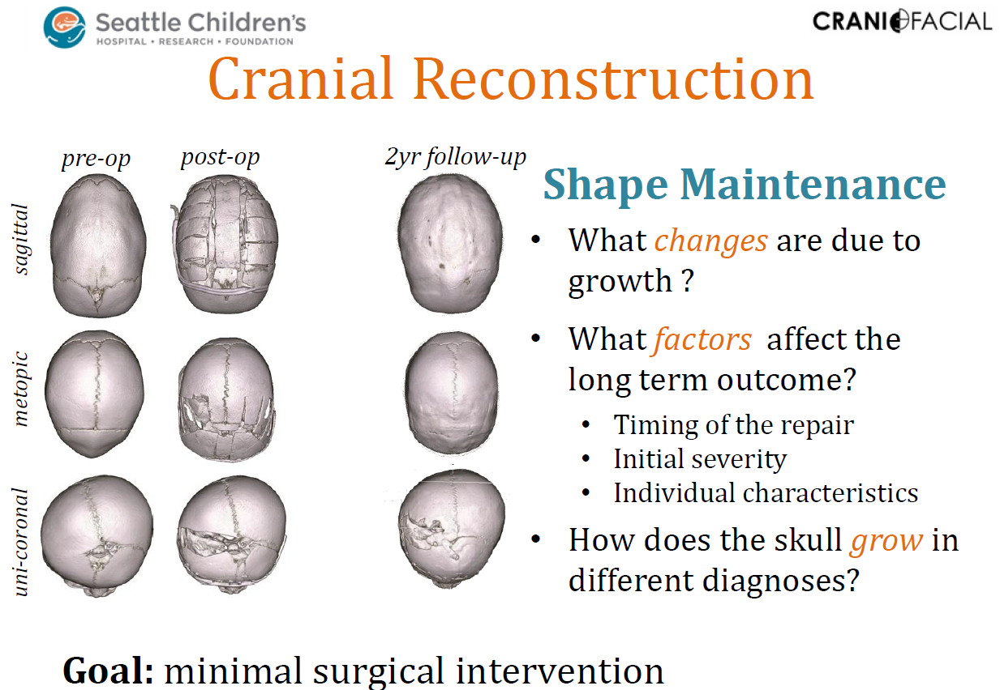 Seattle Children's
HOSPITAL • RESEARCH • FOUNDATION
CRANIOFACIAL
Cranial Reconstruction
pre-op
post-op
2yr follow-up
sagittal
metopic
uni-coronal
Shape Maintenance
• What changes are due to
growth ?
• What factors affect the
long term outcome?
• Timing of the repair
• Initial severity
• Individual characteristics
• How does the skull grow in
different diagnoses?
Goal: minimal surgical intervention